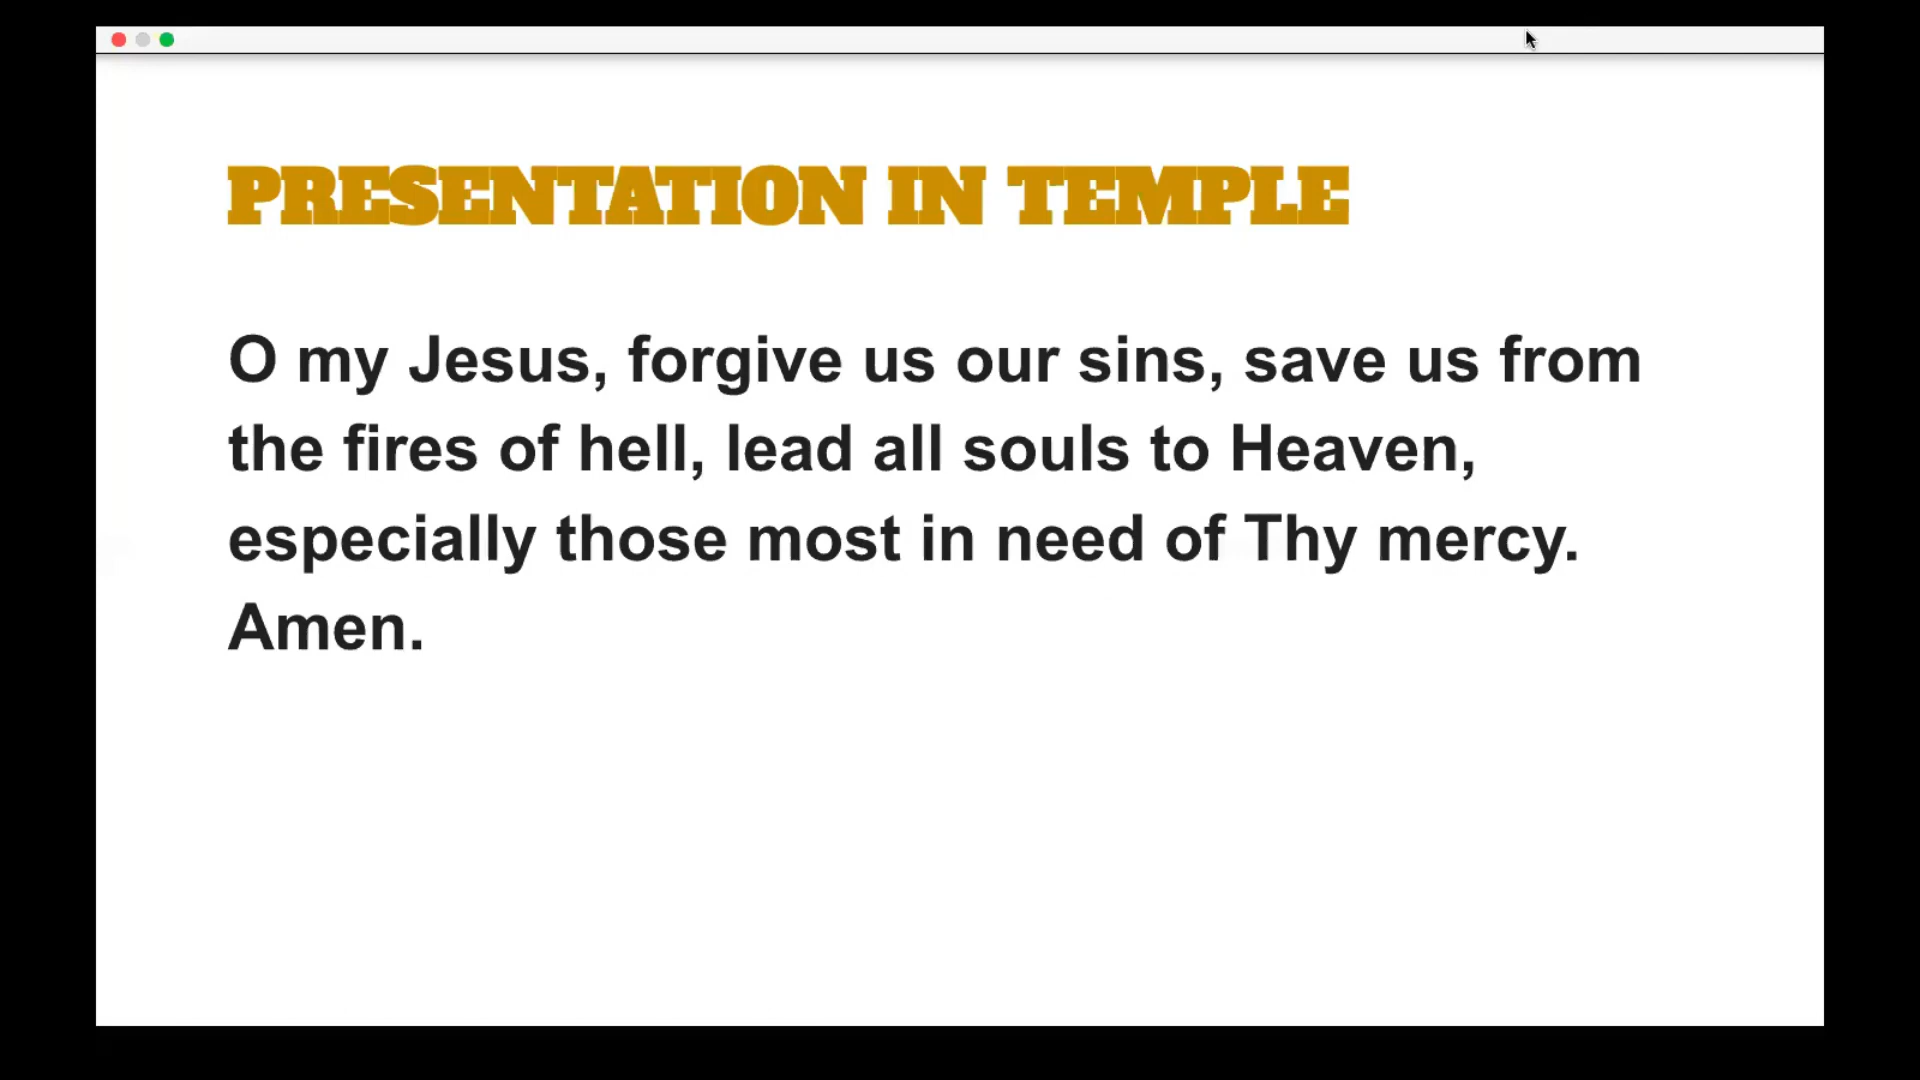 PRESENTATION IN TEMPLE
O my Jesus, forgive us our sins, save us from
the fires of hell, lead all souls to Heaven,
especially those most in need of Thy mercy.
Amen.